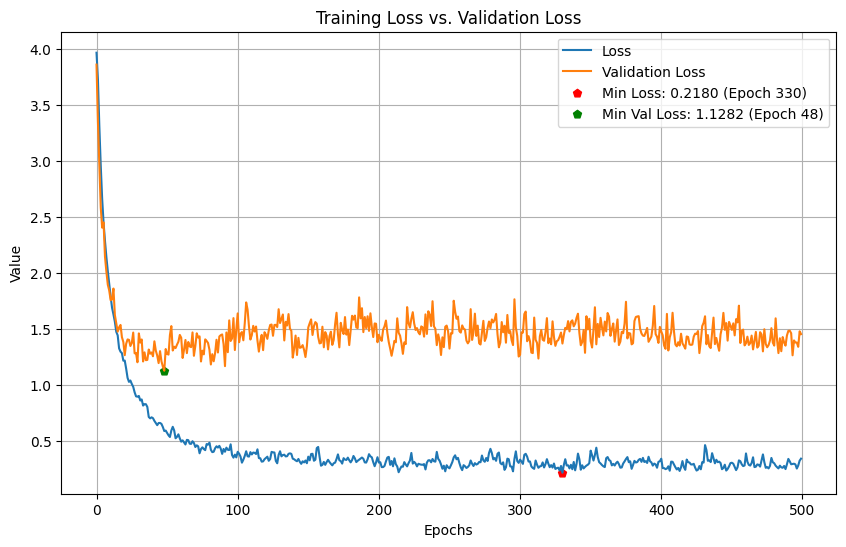 Training Loss vs. Validation Loss
Loss
Validation Loss
Min Loss: 0.2180 (Epoch 330)
Min Val Loss: 1.1282 (Epoch 48)
4.0
3.5
3.0
2.5
2.0
1.5
1.0
0.5
Value
0 100 200 300 400 500
Epochs